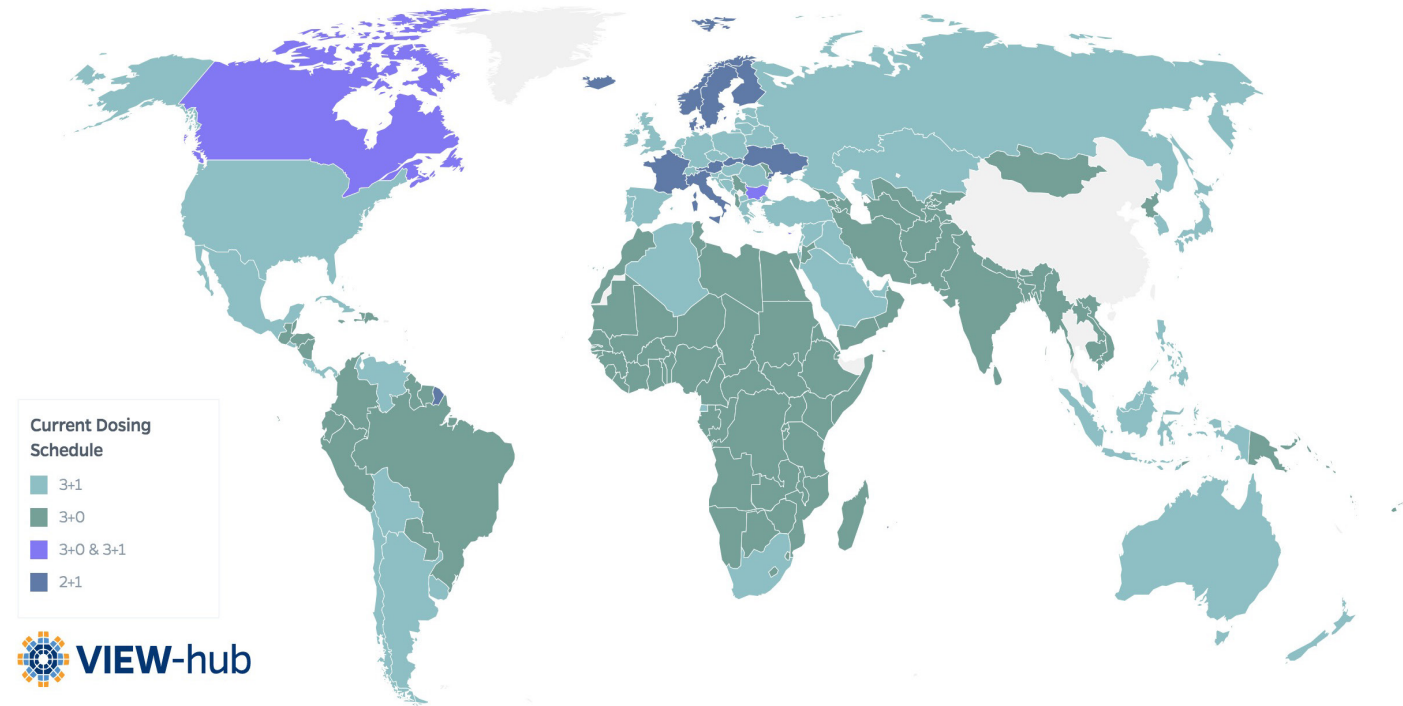 Current Dosing
Schedule
3+1
3+0
3+0 & 3+1
2+1
VIEW-hub